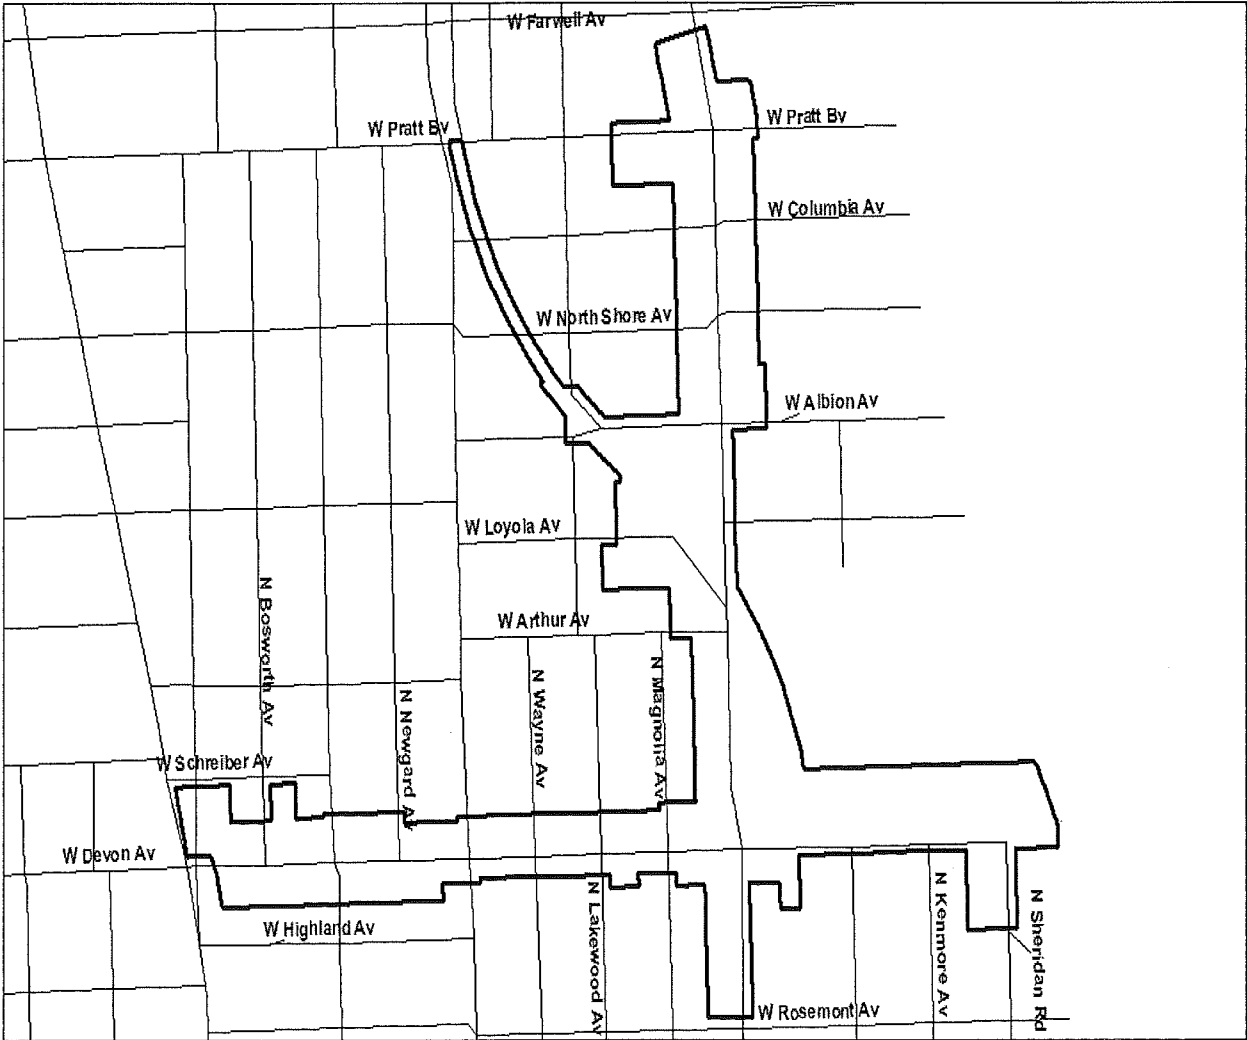 W Farwell Av
W Pratt Bv
W Pratt Bv
W Columbia Av
W North Shore Av
W Albion Av
W Loyola Av
N Bosworth Av
W Arthur Av
N Wayne Av
N Magnolia Av
N Newgard Av
W Schreiber Av
W Devon Av
N Lakewood Av
N Kenmore Av
N Sheridan Rd
W Highland Av
W Rosemont Av